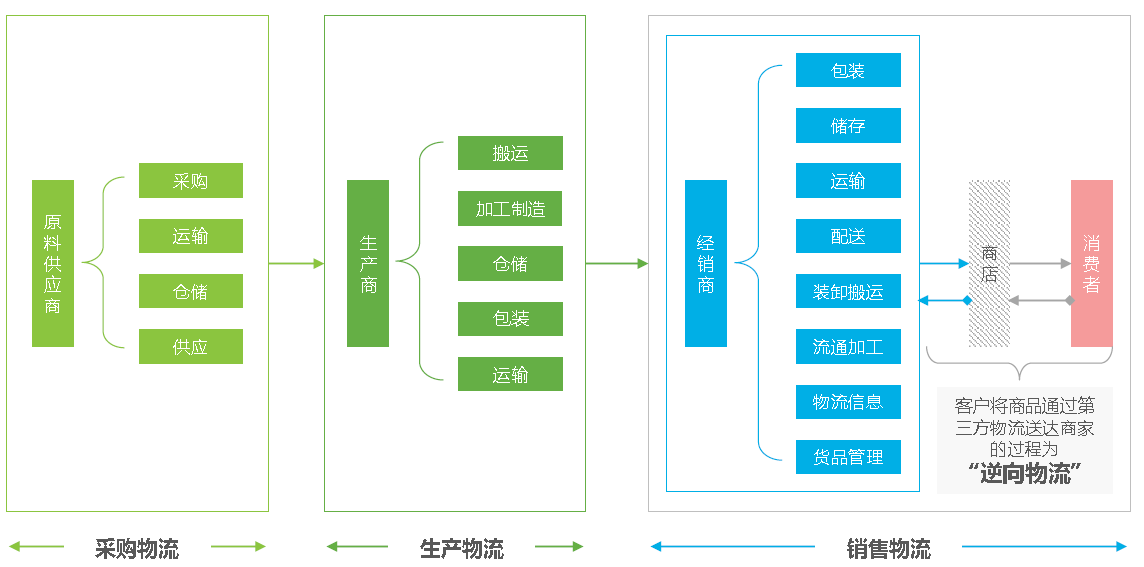 原料供应商
采购
运输
仓储
供应
生产商
搬运
加工制造
仓储
包装
运输
经销商
包装
储存
运输
配送
装卸搬运
流通加工
物流信息
货品管理
商店
消费者
客户将商品通过第
三方物流送达商家
的过程为
“逆向物流”
采购物流
生产物流
销售物流